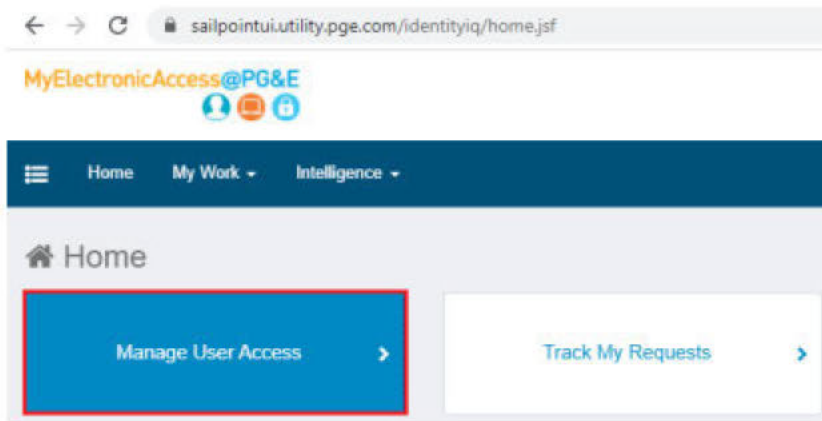 sailpointui.utility.pge.com/identityiq/home.jsf
MyElectronicAccess@PG&E
Home My Work Intelligence
Home
Manage User Access Track My Requests